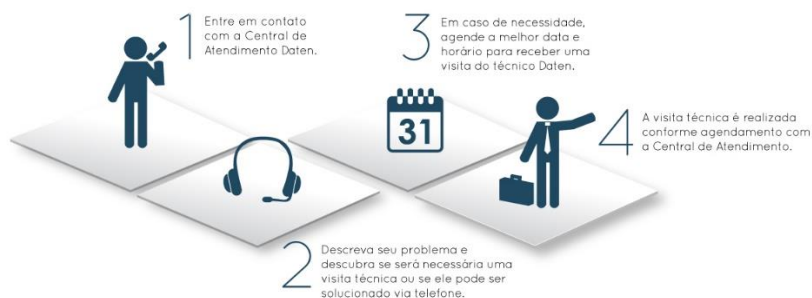 1
Entre em contato
com a Central de
Atendimento Daten.
2
Descreva seu problema e
descubra se será necessária uma
visita técnica ou se ele pode ser
solucionado via telefone.
3
Em caso de necessidade,
agende a melhor data e
horário para receber uma
visita do técnico Daten.
31
4
A visita técnica é realizada
conforme agendamento com
a Central de Atendimento.